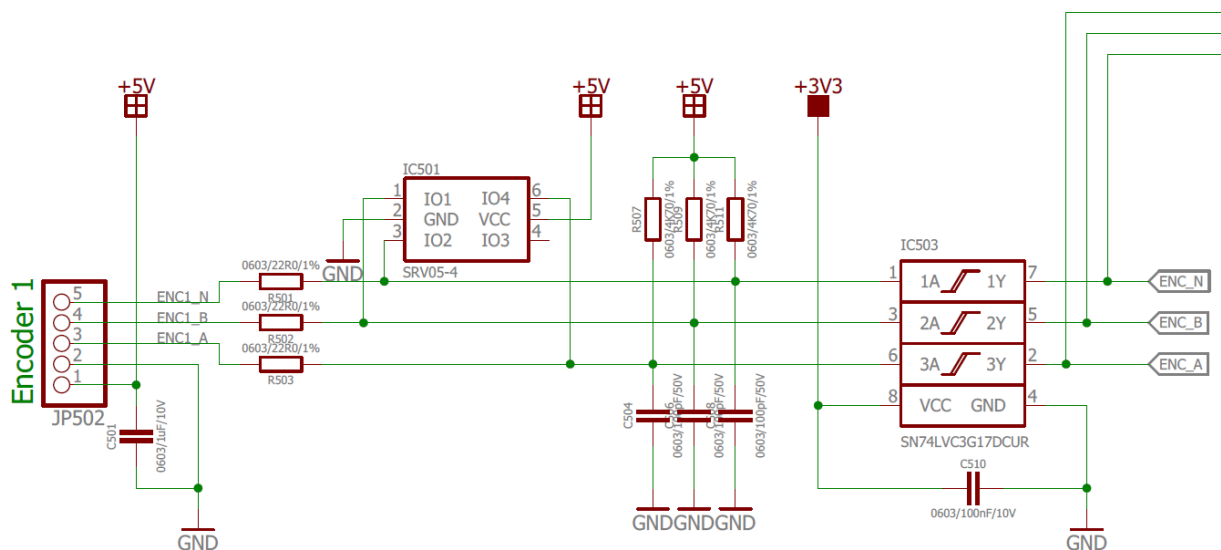 +5V
+5V
+5V
+3V3
IC501
1 IO1 IO4 6
2 GND VCC 5
3 IO2 IO3 4
SRV05-4
GND
R507
0603/4K70/1%
R509
0603/4K70/1%
R511
0603/4K70/1%
IC503
1 1A 1Y 7
3 2A 2Y 5
6 3A 3Y 2
8 VCC GND 4
SN74LVC3G17DCUR
ENC_N
ENC_B
ENC_A
Encoder 1
5
4
3
2
1
JP502
ENC1_N
ENC1_B
ENC1_A
0603/22R0/1%
R501
0603/22R0/1%
R502
0603/22R0/1%
R503
C501
0603/1uF/10V
C504
0603/100pF/50V
C510
0603/100nF/10V
GND
GND
GND
GND
GND